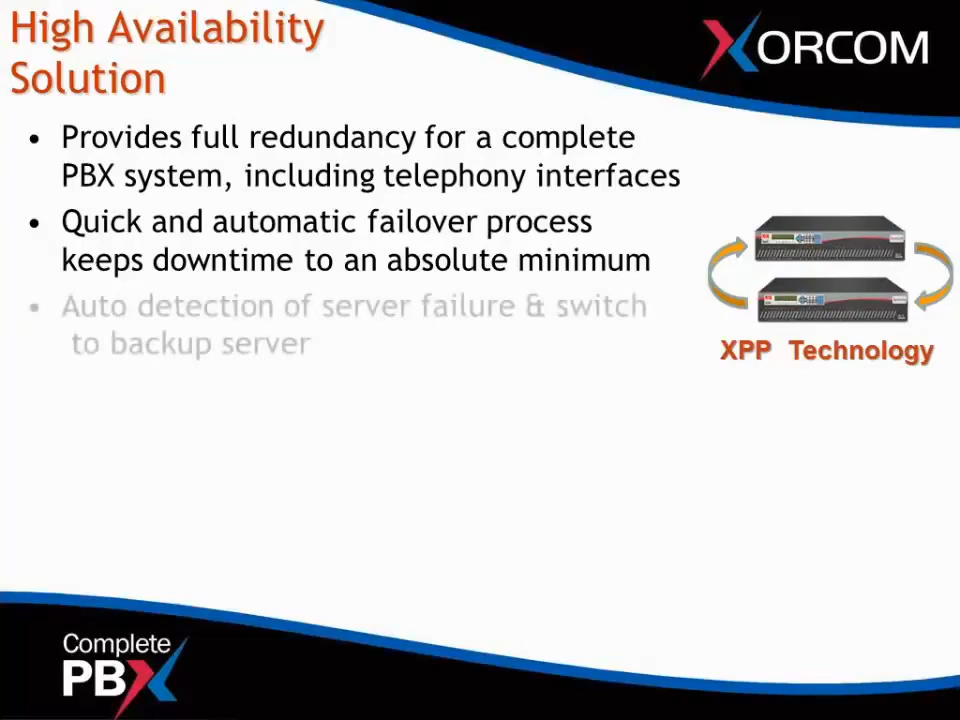 High Availability
Solution
XORCOM
• Provides full redundancy for a complete
PBX system, including telephony interfaces
• Quick and automatic failover process
keeps downtime to an absolute minimum
• Auto detection of server failure & switch
to backup server
XPP Technology
Complete
PBX